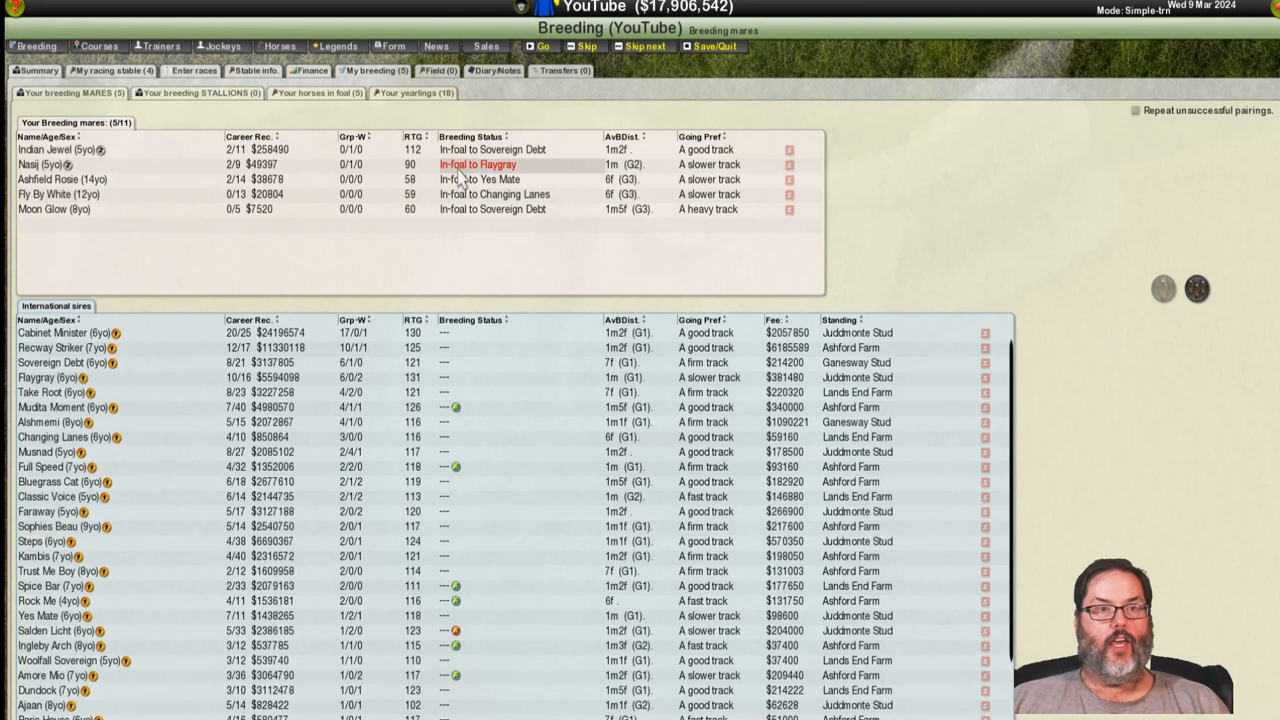 YouTube ($17,906,542)
Mode: Simple-trn Wed 9 Mar 2024
Breeding (YouTube) Breeding mares
Breeding Courses Trainers Jockeys Horses Legends Form News Sales Go Skip Skip next Save/Quit
Summary My racing stable (4) Enter races Stable info. Finance My breeding (5) Field (0) Diary/Notes Transfers (0)
Your breeding MARES (5) Your breeding STALLIONS (0) Your horses in foal (5) Your yearlings (18)
Repeat unsuccessful pairings.
Your Breeding mares: (5/11)
Name/Age/Sex Career Rec. Grp-W RTG Breeding Status AvBDist. Going Pref
Indian Jewel (5yo) 2/11 $258490 0/1/0 112 In-foal to Sovereign Debt 1m2f . A good track
Nasij (5yo) 2/9 $49397 0/1/0 90 In-foal to Flaygray 1m (G2). A slower track
Ashfield Rosie (14yo) 2/14 $38678 0/0/0 58 In-foal to Yes Mate 6f (G3). A slower track
Fly By White (12yo) 0/13 $20804 0/0/0 59 In-foal to Changing Lanes 6f (G3). A slower track
Moon Glow (8yo) 0/5 $7520 0/0/0 60 In-foal to Sovereign Debt 1m5f (G3). A heavy track
International sires
Name/Age/Sex Career Rec. Grp-W RTG Breeding Status AvBDist. Going Pref Fee: Standing
Cabinet Minister (6yo) 20/25 $24196574 17/0/1 130 --- 1m2f (G1). A good track $2057850 Juddmonte Stud
Recway Striker (7yo) 12/17 $11330118 10/1/1 125 --- 1m2f (G1). A good track $6185589 Ashford Farm
Sovereign Debt (6yo) 8/21 $3137805 6/1/0 121 --- 7f (G1). A firm track $214200 Ganesway Stud
Flaygray (6yo) 10/16 $5594098 6/0/2 131 --- 1m (G1). A slower track $381480 Juddmonte Stud
Take Root (6yo) 8/23 $3227258 4/2/0 121 --- 7f (G1). A firm track $220320 Lands End Farm
Mudita Moment (6yo) 7/40 $4980570 4/1/1 126 --- 1m5f (G1). A good track $340000 Ashford Farm
Alshmemi (8yo) 5/15 $2072867 4/1/0 116 --- 1m1f (G1). A firm track $1090221 Ganesway Stud
Changing Lanes (6yo) 4/10 $850864 3/0/0 116 --- 6f (G1). A good track $59160 Lands End Farm
Musnad (5yo) 8/27 $2085102 2/4/1 117 --- 1m2f . A good track $178500 Juddmonte Stud
Full Speed (7yo) 4/32 $1352006 2/2/0 118 --- 1m (G1). A firm track $93160 Ashford Farm
Bluegrass Cat (6yo) 6/18 $2677610 2/1/2 119 --- 1m5f (G1). A good track $182920 Ashford Farm
Classic Voice (5yo) 6/14 $2144735 2/1/2 113 --- 1m (G2). A fast track $146880 Lands End Farm
Faraway (5yo) 7/18 $3127188 2/0/2 120 --- 1m2f . A good track $266900 Juddmonte Stud
Sophies Beau (9yo) 5/14 $2540750 2/0/1 117 --- 1m1f (G1). A firm track $217600 Ashford Farm
Steps (6yo) 4/38 $6690367 2/0/1 124 --- 1m1f (G1). A good track $570350 Juddmonte Stud
Kambis (7yo) 4/40 $2316572 2/0/1 121 --- 1m2f (G1). A firm track $198050 Ashford Farm
Trust Me Boy (8yo) 2/12 $1609958 2/0/0 114 --- 7f (G1). A firm track $131003 Ashford Farm
Spice Bar (7yo) 2/33 $2079163 2/0/0 111 --- 1m2f (G1). A good track $177650 Lands End Farm
Rock Me (4yo) 4/11 $1536181 2/0/0 116 --- 6f . A fast track $131750 Ashford Farm
Yes Mate (6yo) 7/11 $1438265 1/2/1 118 --- 1m (G1). A slower track $98600 Juddmonte Stud
Salden Licht (6yo) 5/33 $2386185 1/2/0 123 --- 1m2f (G1). A slower track $204000 Juddmonte Stud
Ingleby Arch (8yo) 3/12 $537785 1/1/0 115 --- 1m3f (G2). A fast track $37400 Ashford Farm
Woolfall Sovereign (5yo) 3/12 $539740 1/1/0 110 --- 1m1f (G1). A good track $37400 Lands End Farm
Amore Mio (7yo) 3/36 $3064790 1/0/2 117 --- 1m2f (G1). A slower track $209440 Ashford Farm
Dundock (7yo) 3/10 $3112478 1/0/1 123 --- 1m5f (G1). A good track $214222 Lands End Farm
Ajaan (8yo) 5/14 $828422 1/0/1 102 --- 1m1f (G2). A good track $62628 Lands End Farm